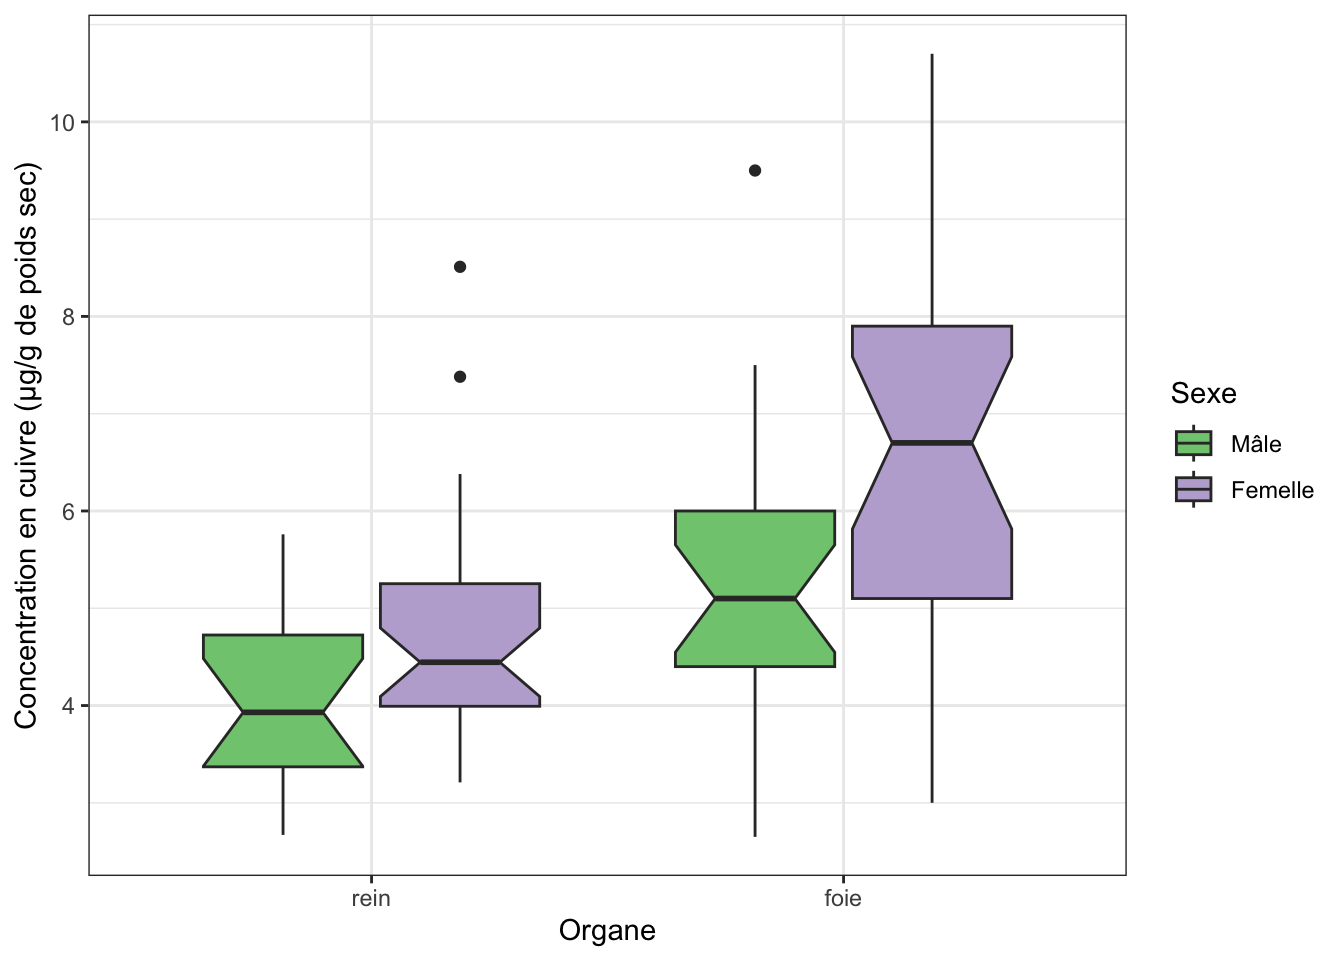 Concentration en cuivre (µg/g de poids sec)
10
8
6
4
rein
foie
Organe
Sexe
Mâle
Femelle